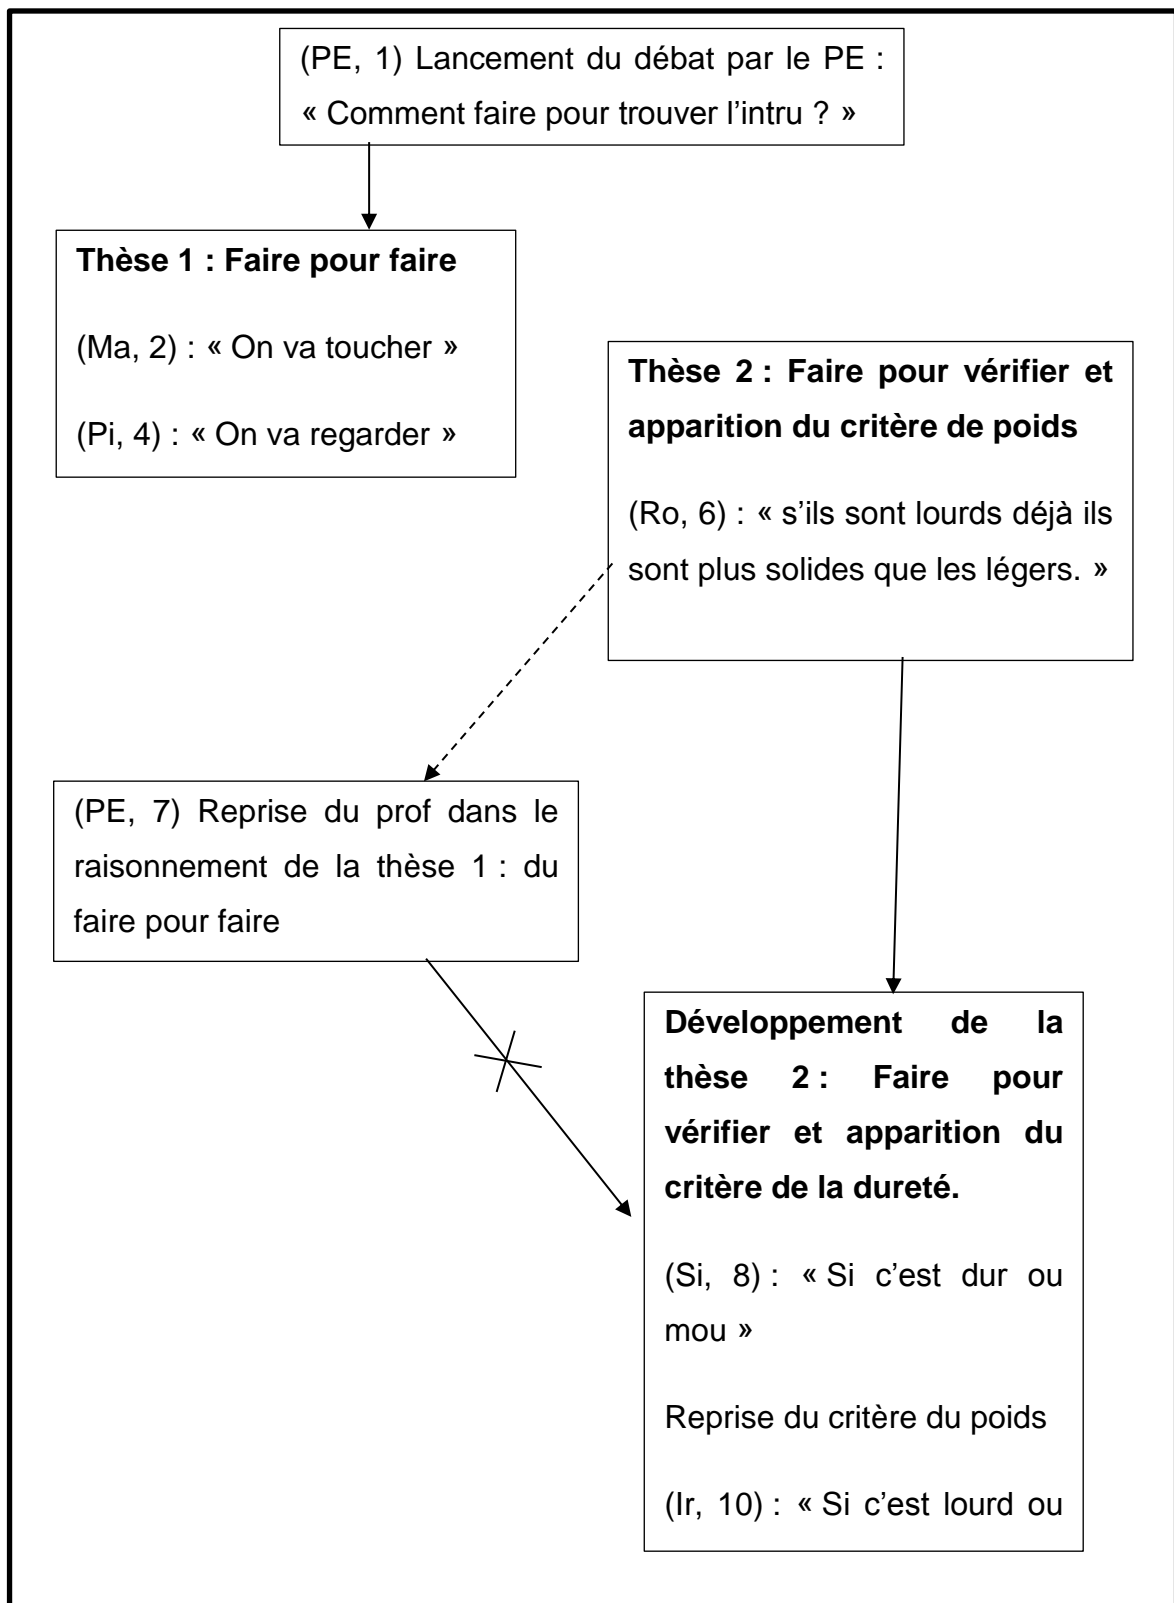 (PE, 1) Lancement du débat par le PE :
« Comment faire pour trouver l’intru ? »
Thèse 1 : Faire pour faire
(Ma, 2) : « On va toucher »
(Pi, 4) : « On va regarder »
Thèse 2 : Faire pour vérifier et
apparition du critère de poids
(Ro, 6) : « s’ils sont lourds déjà ils
sont plus solides que les légers. »
(PE, 7) Reprise du prof dans le
raisonnement de la thèse 1 : du
faire pour faire
Développement de la
thèse 2 : Faire pour
vérifier et apparition du
critère de la dureté.
(Si, 8) : « Si c’est dur ou
mou »
Reprise du critère du poids
(Ir, 10) : « Si c’est lourd ou